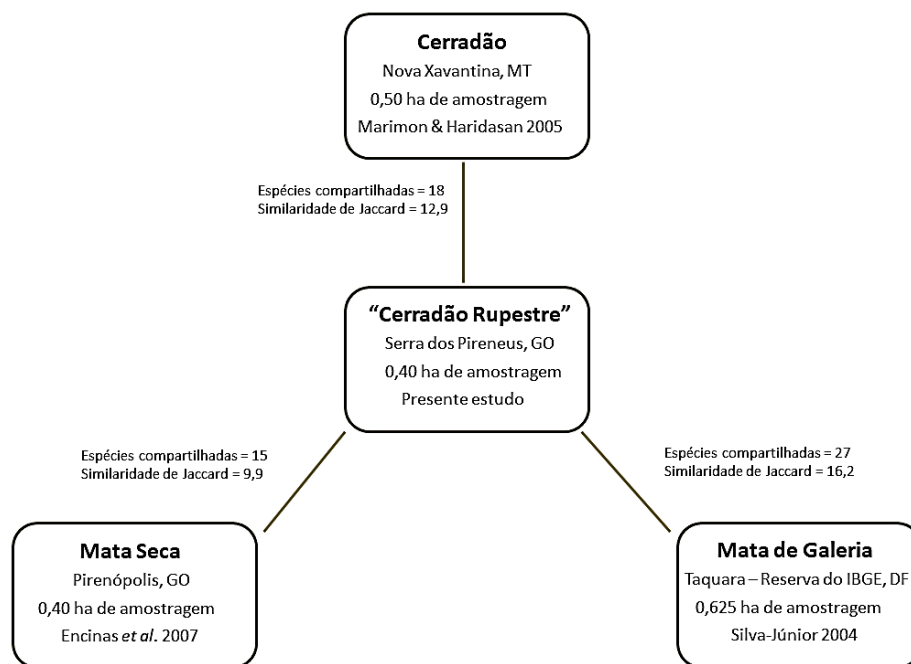 Cerradão
Nova Xavantina, MT
0,50 ha de amostragem
Marimon & Haridasan 2005
Espécies compartilhadas = 18
Similaridade de Jaccard = 12,9
“Cerradão Rupestre”
Serra dos Pireneus, GO
0,40 ha de amostragem
Presente estudo
Espécies compartilhadas = 15
Similaridade de Jaccard = 9,9
Espécies compartilhadas = 27
Similaridade de Jaccard = 16,2
Mata Seca
Pirenópolis, GO
0,40 ha de amostragem
Encinas et al. 2007
Mata de Galeria
Taquara – Reserva do IBGE, DF
0,625 ha de amostragem
Silva-Júnior 2004